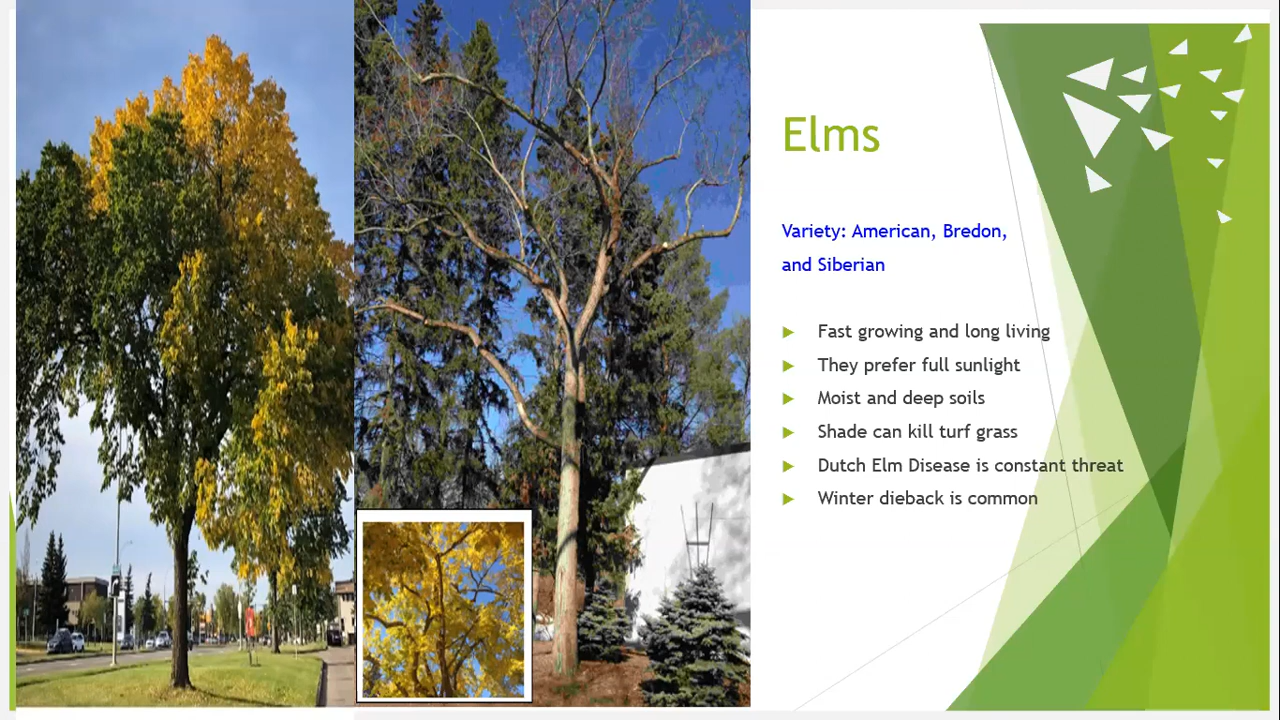 Elms
Variety: American, Bredon,
and Siberian
Fast growing and long living
They prefer full sunlight
Moist and deep soils
Shade can kill turf grass
Dutch Elm Disease is constant threat
Winter dieback is common